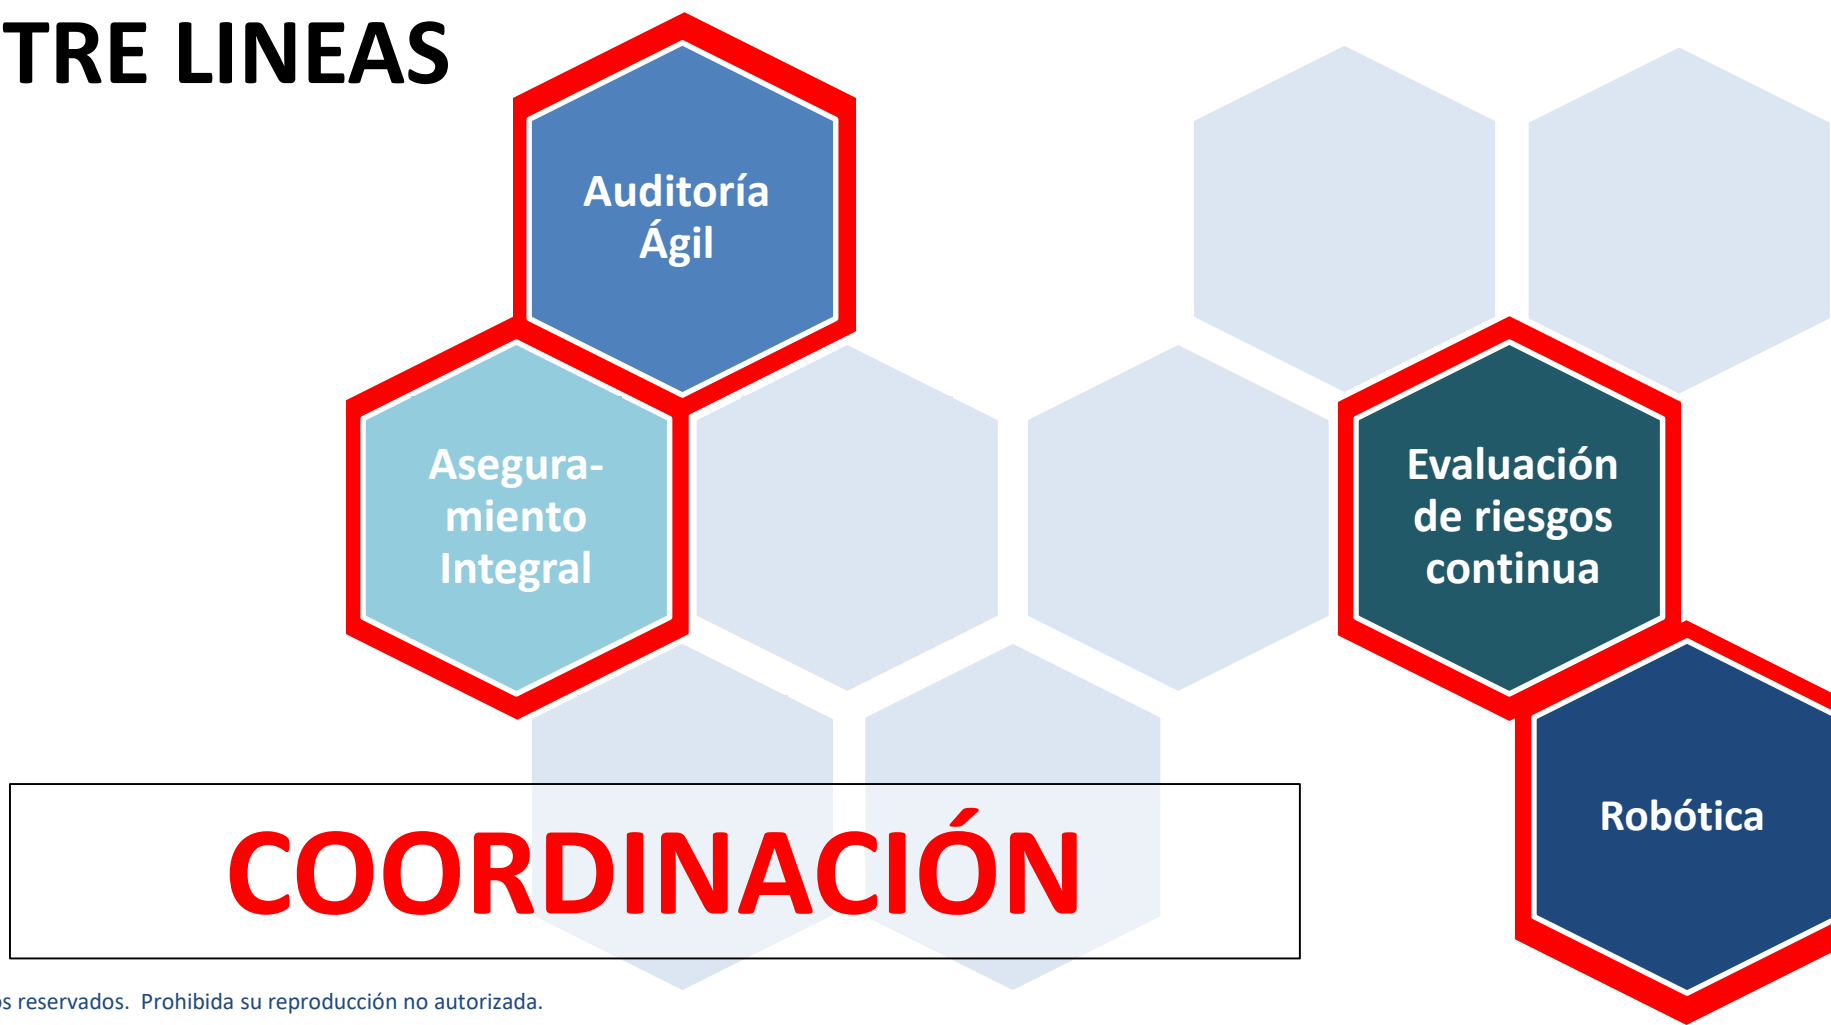 TRE LINEAS
Auditoría
Ágil
Asegura-
miento
Integral
Evaluación
de riesgos
continua
Robótica
COORDINACIÓN
os reservados. Prohibida su reproducción no autorizada.